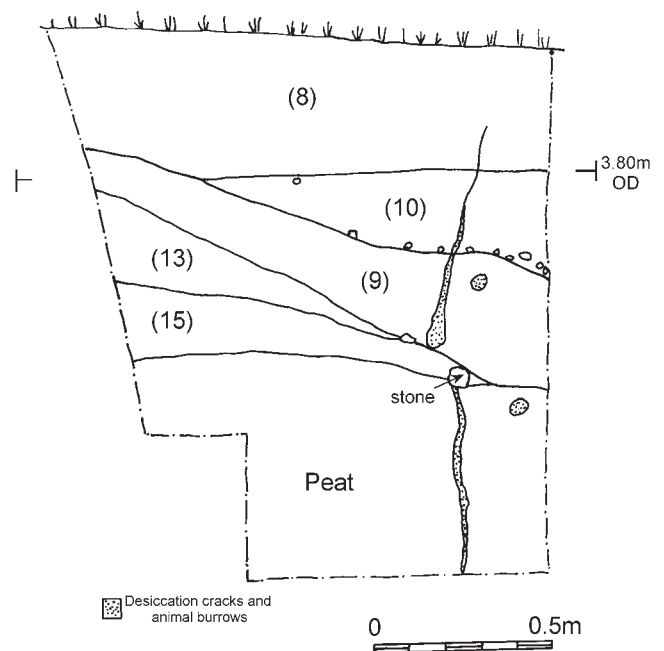 (8)
3.80m
OD
(10)
(13)
(9)
(15)
stone
Peat
Desiccation cracks and
animal burrows
0 0.5m